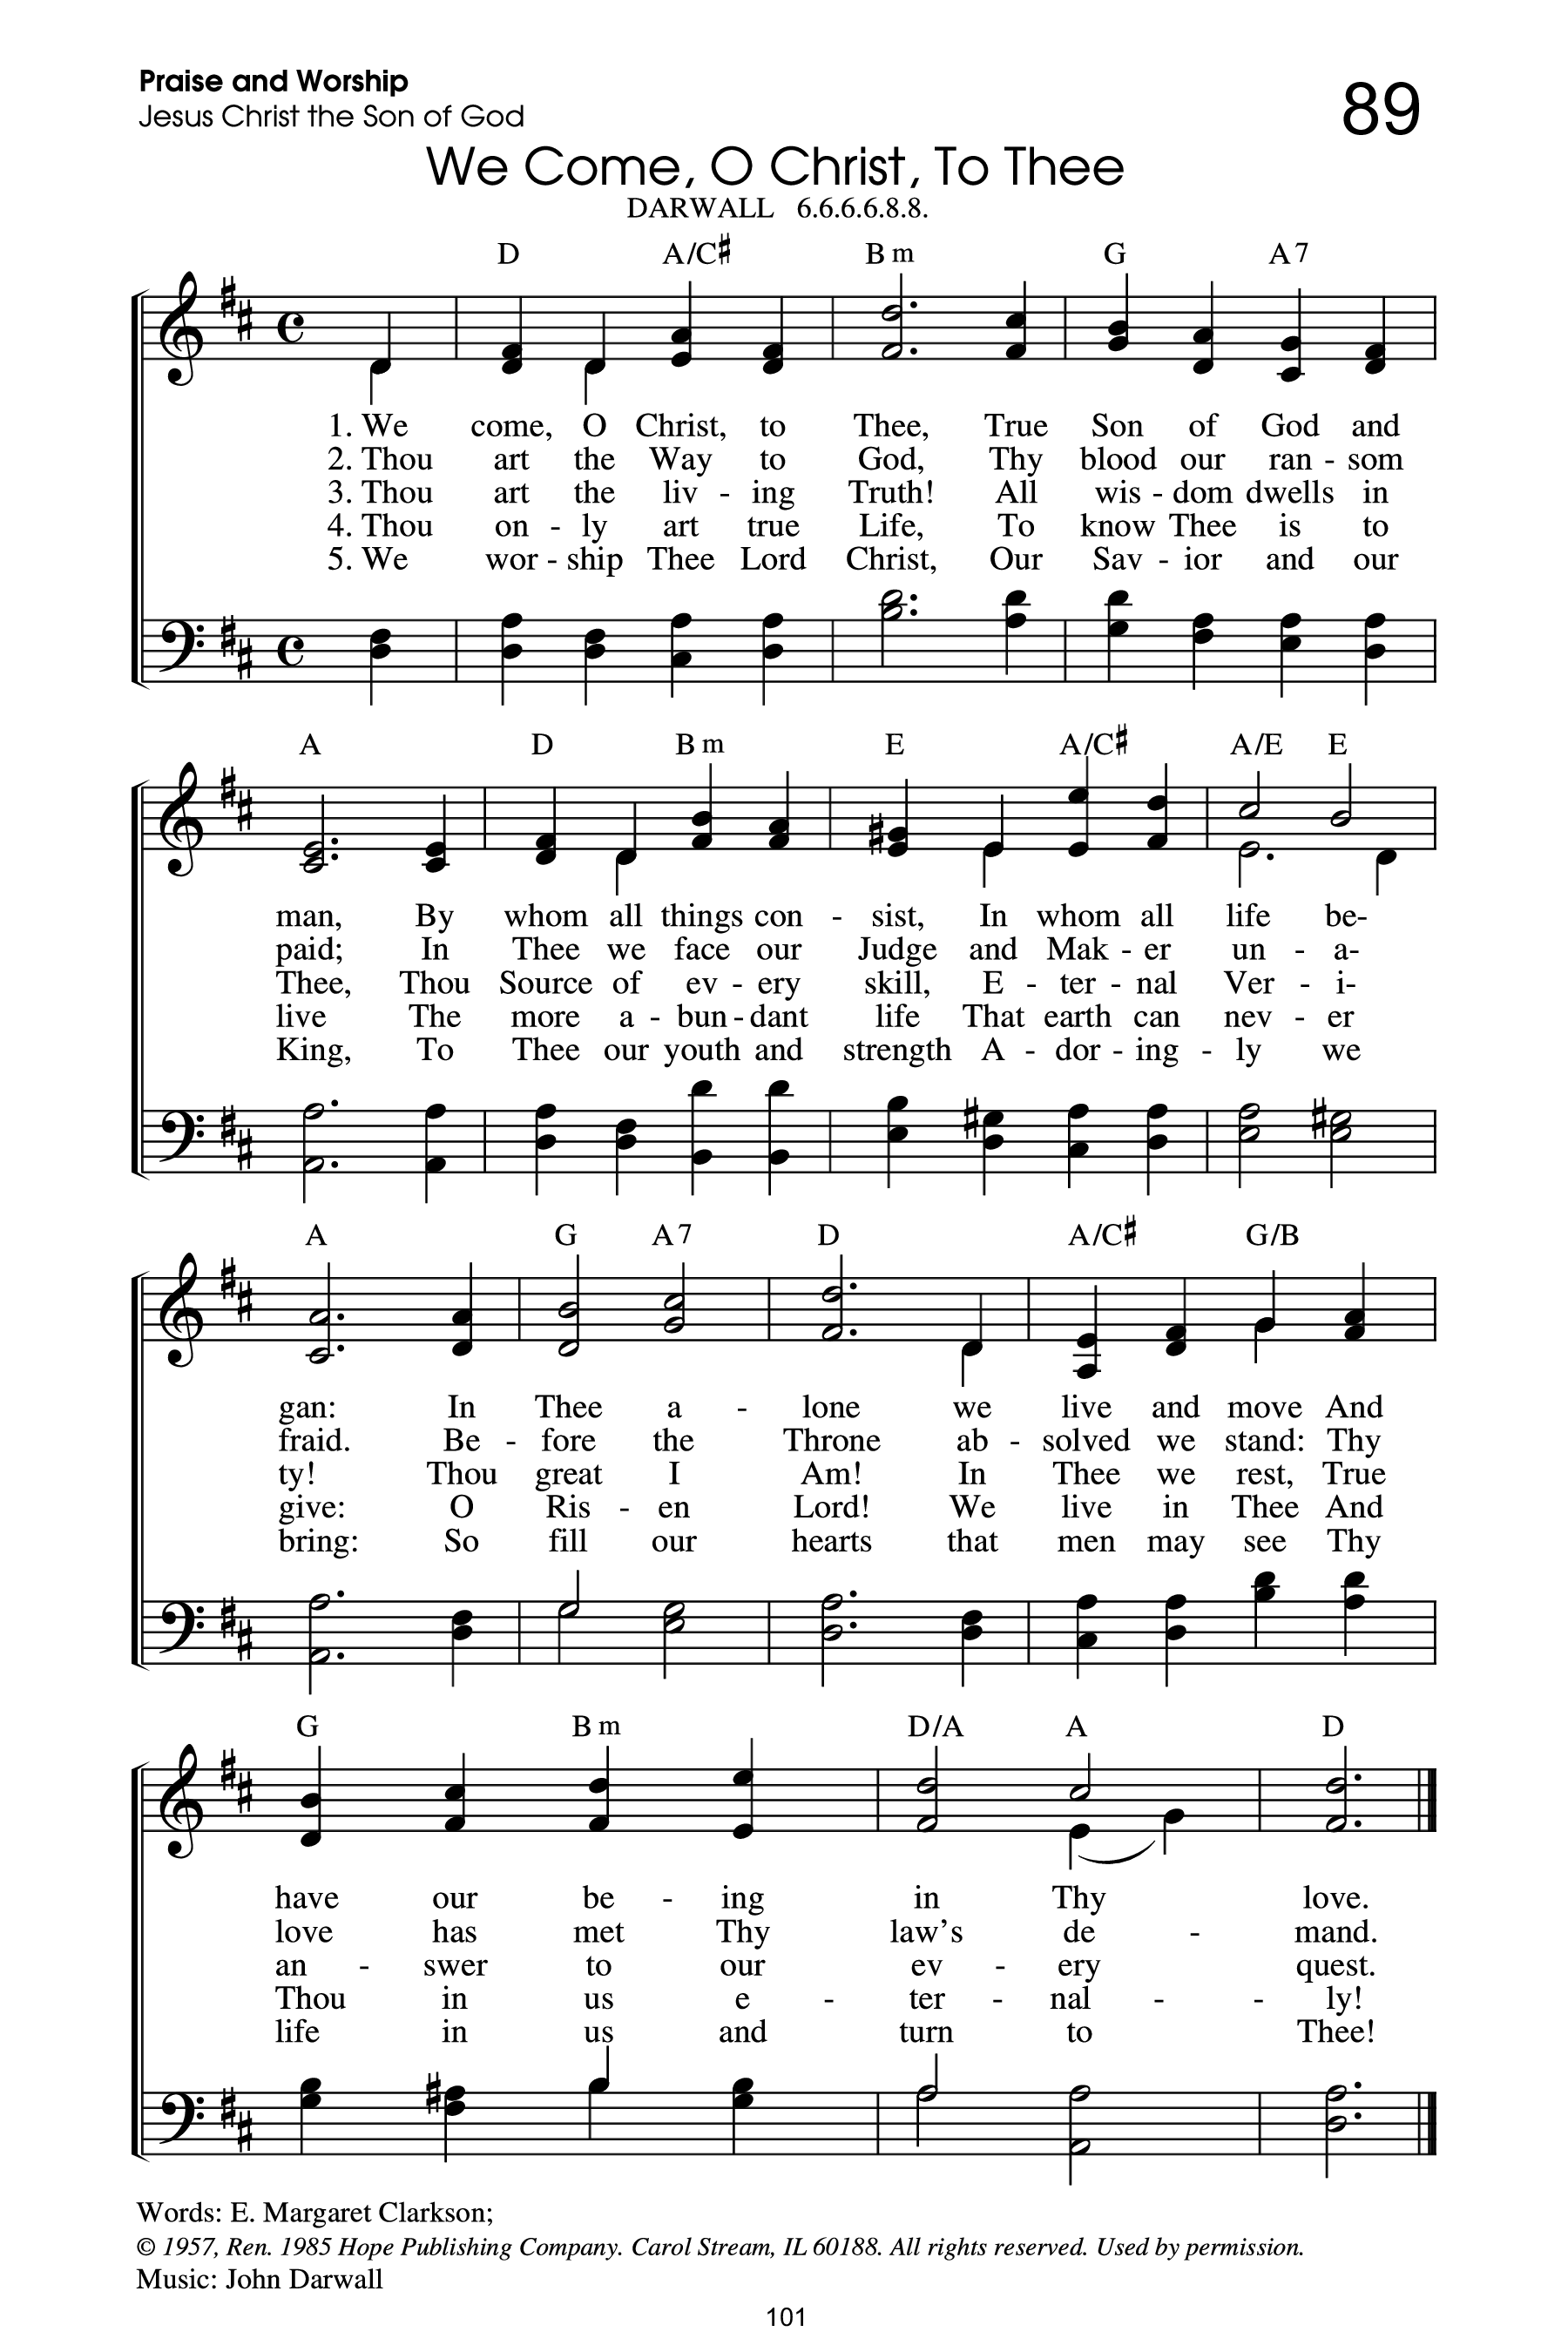 Praise and Worship
Jesus Christ the Son of God
89
We Come, O Christ, To Thee
DARWALL 6.6.6.6.8.8.
D A/C♯ Bm G A7
1. We come, O Christ, to Thee, True Son of God and
2. Thou art the Way to God, Thy blood our ran - som
3. Thou art the liv - ing Truth! All wis - dom dwells in
4. Thou on - ly art true Life, To know Thee is to
5. We wor - ship Thee Lord Christ, Our Sav - ior and our
A D Bm E A/C♯ A/E E
man, By whom all things con - sist, In whom all life be-
paid; In Thee we face our Judge and Mak - er un - a-
Thee, Thou Source of ev - ery skill, E - ter - nal Ver - i-
live The more a - bun - dant life That earth can nev - er
King, To Thee our youth and strength A - dor - ing - ly we
A G A7 D A/C♯ G/B
gan: In Thee a - lone we live and move And
fraid. Be - fore the Throne ab - solved we stand: Thy
ty! Thou great I Am! In Thee we rest, True
give: O Ris - en Lord! We live in Thee And
bring: So fill our hearts that men may see Thy
G Bm D/A A D
have our be - ing in Thy love.
love has met Thy law's de - mand.
an - swer to our ev - ery quest.
Thou in us e - ter - nal - - ly!
life in us and turn to Thee!
Words: E. Margaret Clarkson;
© 1957, Ren. 1985 Hope Publishing Company. Carol Stream, IL 60188. All rights reserved. Used by permission.
Music: John Darwall
101